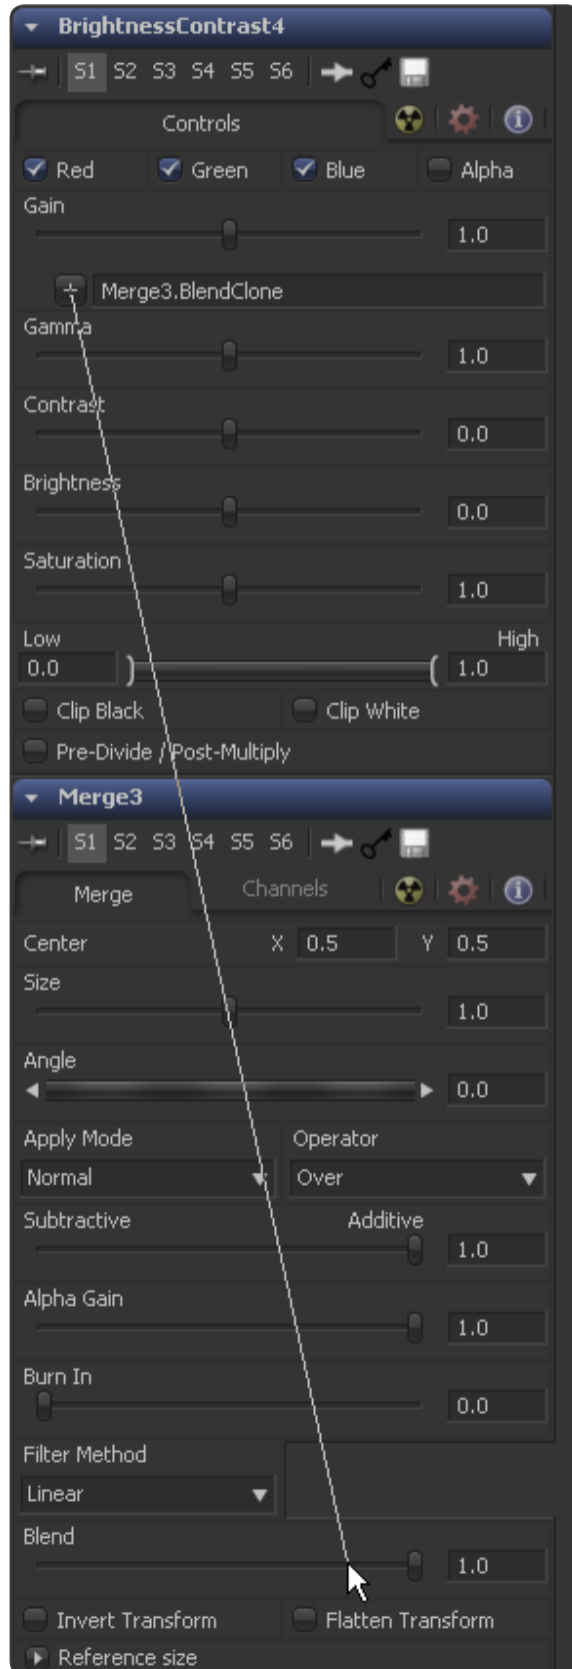 BrightnessContrast4
S1 S2 S3 S4 S5 S6
Controls
Red Green Blue Alpha
Gain
1.0
Merge3.BlendClone
Gamma
1.0
Contrast
0.0
Brightness
0.0
Saturation
1.0
Low High
0.0 1.0
Clip Black Clip White
Pre-Divide / Post-Multiply
Merge3
S1 S2 S3 S4 S5 S6
Merge Channels
Center X 0.5 Y 0.5
Size
1.0
Angle
0.0
Apply Mode Operator
Normal Over
Subtractive Additive
1.0
Alpha Gain
1.0
Burn In
0.0
Filter Method
Linear
Blend
1.0
Invert Transform Flatten Transform
Reference size